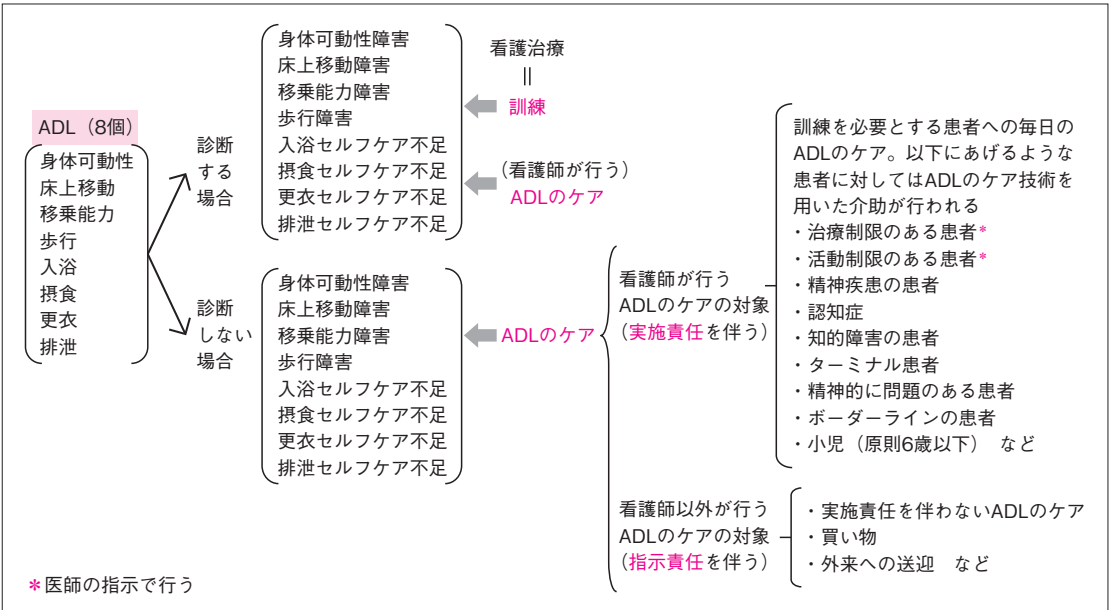 ADL（8個）
身体可動性
床上移動
移乗能力
歩行
入浴
摂食
更衣
排泄
診断
する
場合
身体可動性障害
床上移動障害
移乗能力障害
歩行障害
入浴セルフケア不足
摂食セルフケア不足
更衣セルフケア不足
排泄セルフケア不足
看護治療
＝
訓練
（看護師が行う）
ADLのケア
診断
しない
場合
身体可動性障害
床上移動障害
移乗能力障害
歩行障害
入浴セルフケア不足
摂食セルフケア不足
更衣セルフケア不足
排泄セルフケア不足
ADLのケア
看護師が行う
ADLのケアの対象
（実施責任を伴う）
訓練を必要とする患者への毎日の
ADLのケア。以下にあげるような
患者に対してはADLのケア技術を
用いた介助が行われる
・治療制限のある患者*
・活動制限のある患者*
・精神疾患の患者
・認知症
・知的障害の患者
・ターミナル患者
・精神的に問題のある患者
・ボーダーラインの患者
・小児（原則6歳以下）　など
看護師以外が行う
ADLのケアの対象
（指示責任を伴う）
・実施責任を伴わないADLのケア
・買い物
・外来への送迎　など
*医師の指示で行う